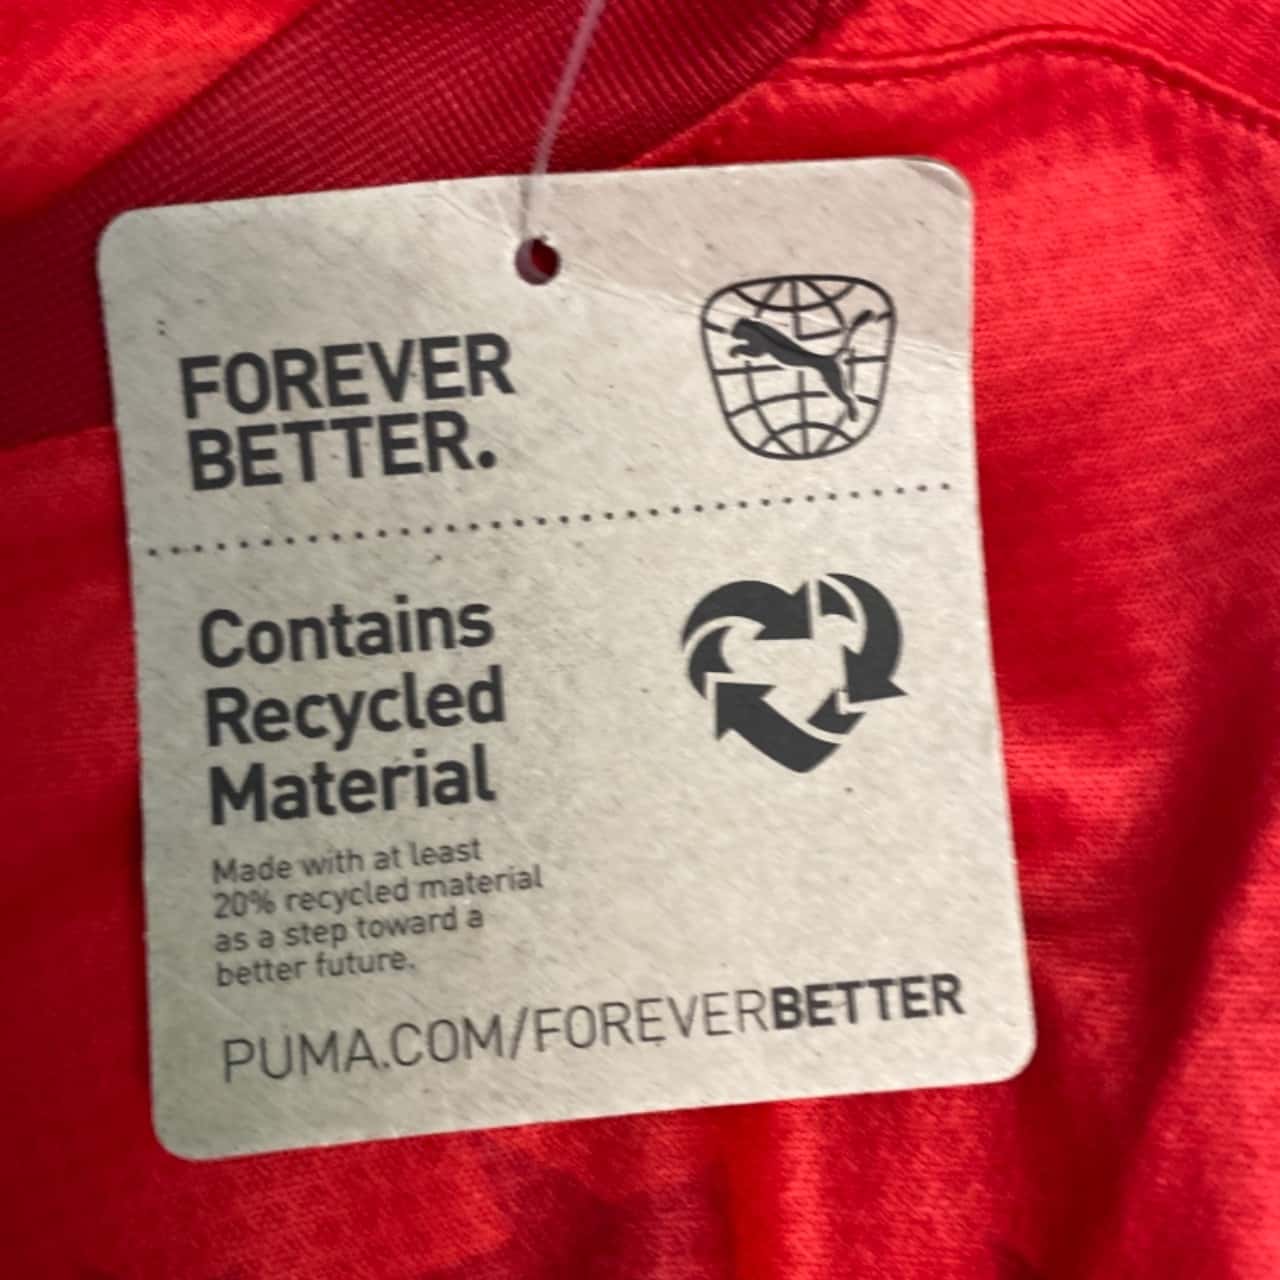 FOREVER
BETTER.
Contains
Recycled
Material
Made with at least
20% recycled material
as a step toward a
better future.
PUMA.COM/FOREVERBETTER